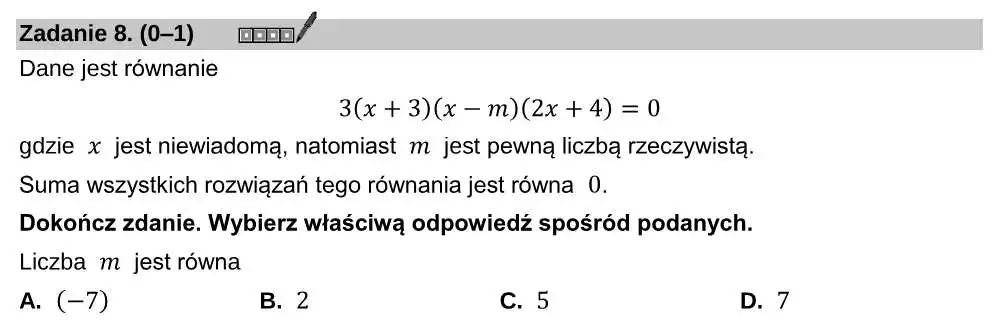 Zadanie 8. (0–1)
Dane jest równanie
3(x + 3)(x − m)(2x + 4) = 0
gdzie x jest niewiadomą, natomiast m jest pewną liczbą rzeczywistą.
Suma wszystkich rozwiązań tego równania jest równa 0.
Dokończ zdanie. Wybierz właściwą odpowiedź spośród podanych.
Liczba m jest równa
A. (−7) B. 2 C. 5 D. 7